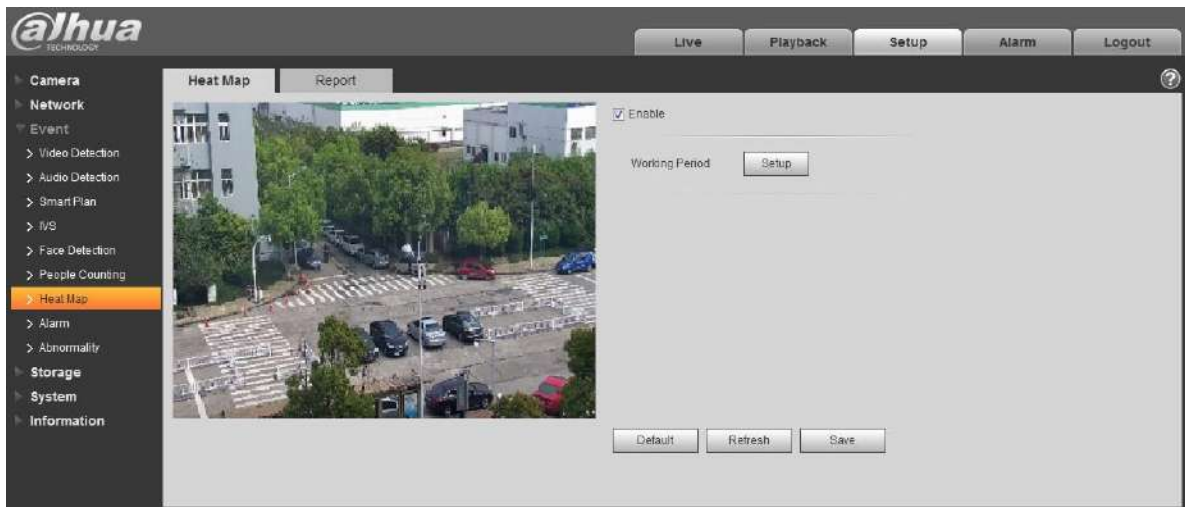 alhua
TECHNOLOGY
Live
Playback
Setup
Alarm
Logout
Camera
Network
Event
> Video Detection
> Audio Detection
> Smart Plan
> IVS
> Face Detection
> People Counting
> Heat Map
> Alarm
> Abnormality
Storage
System
Information
Heat Map
Report
?
Enable
Working Period
Setup
Default
Refresh
Save